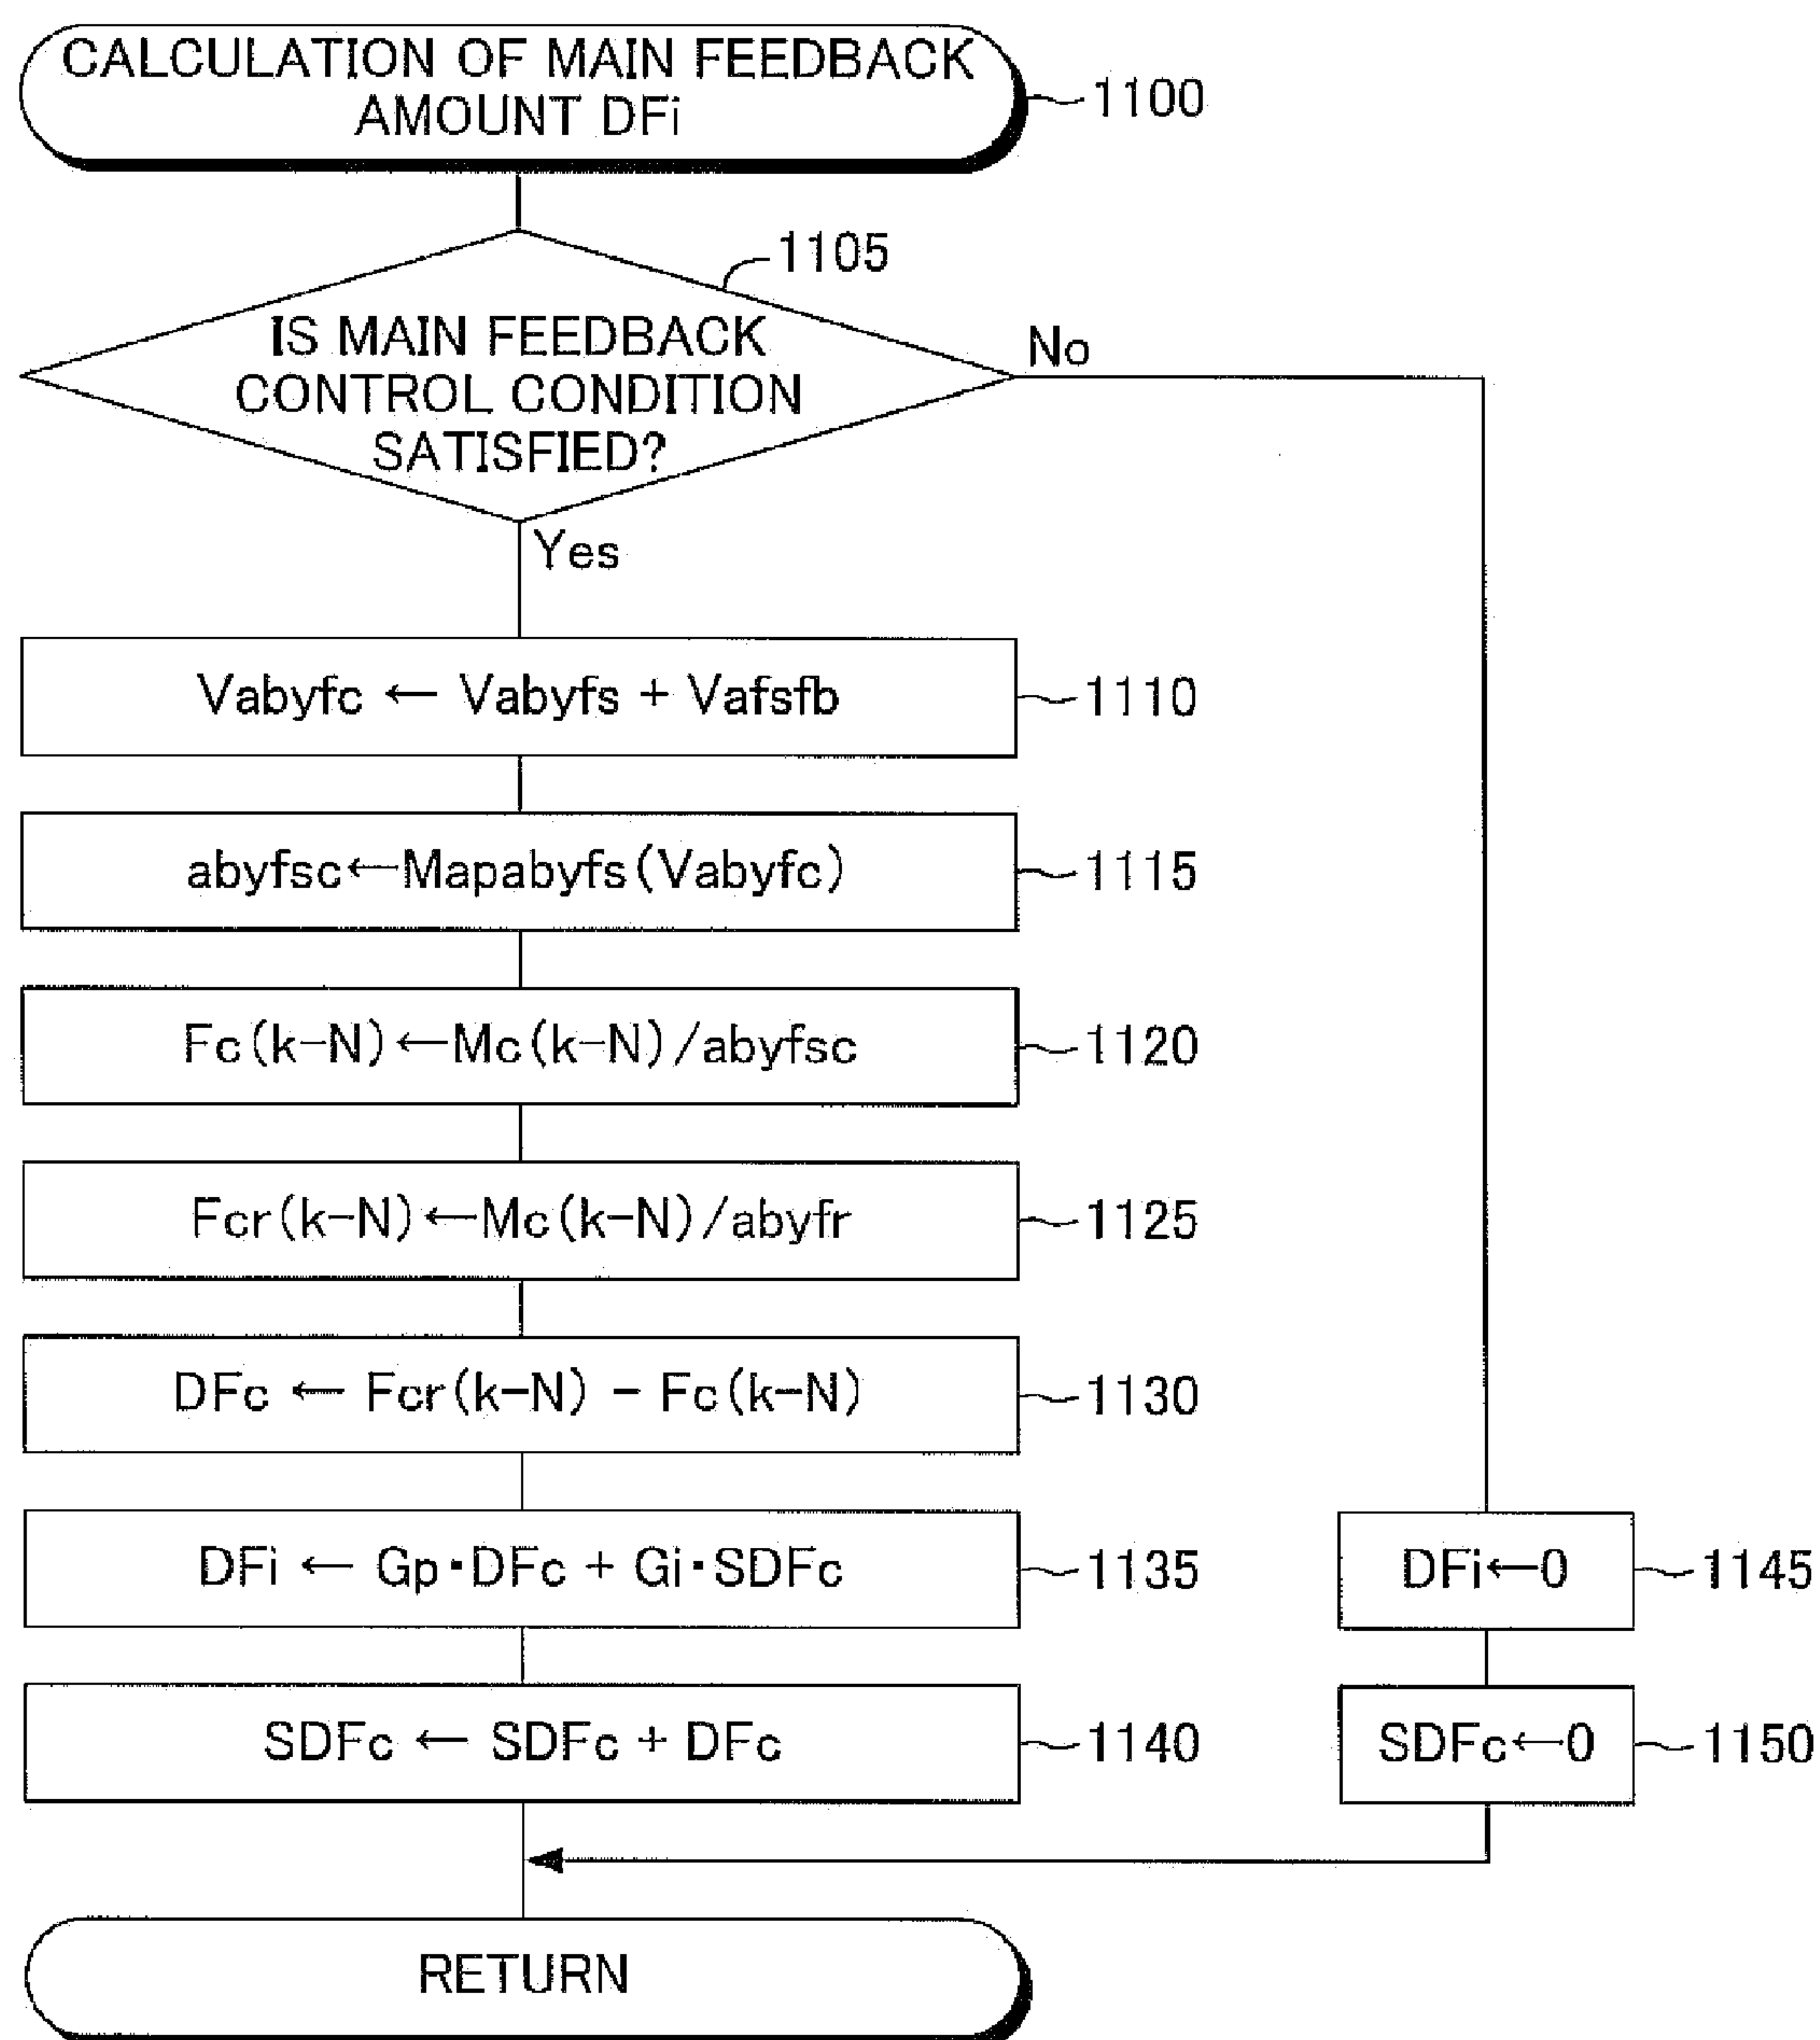 CALCULATION OF MAIN FEEDBACK
AMOUNT DFi
1100
1105
IS MAIN FEEDBACK
CONTROL CONDITION
SATISFIED?
No
Yes
Vabyfc ← Vabyfs + Vafsfb
1110
abyfsc←Mapabyfs(Vabyfc)
1115
Fc(k-N)←Mc(k-N)/abyfsc
1120
Fcr(k-N)←Mc(k-N)/abyfr
1125
DFc ← Fcr(k-N) - Fc(k-N)
1130
DFi ← Gp･DFc + Gi･SDFc
1135
DFi←0
1145
SDFc ← SDFc + DFc
1140
SDFc←0
1150
RETURN